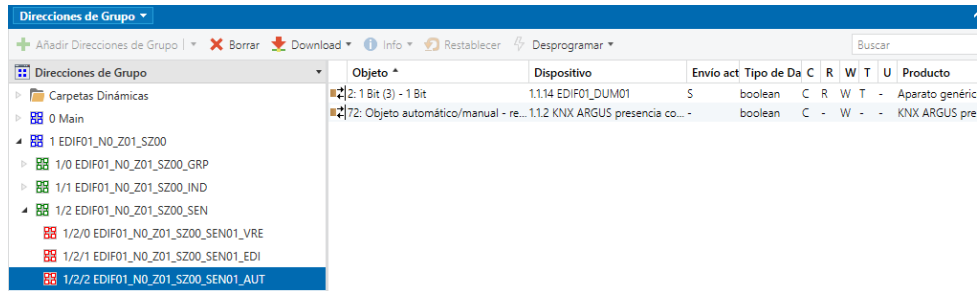 Direcciones de Grupo
Añadir Direcciones de Grupo Borrar Download Info Restablecer Desprogramar Buscar
Direcciones de Grupo Objeto Dispositivo Envío act Tipo de Da C R W T U Producto
Carpetas Dinámicas 2: 1 Bit (3) - 1 Bit 1.1.14 EDIF01_DUM01 S boolean C R W T - Aparato genéric
0 Main 72: Objeto automático/manual - re... 1.1.2 KNX ARGUS presencia co... - boolean C - W - - KNX ARGUS pre
1 EDIF01_N0_Z01_SZ00
1/0 EDIF01_N0_Z01_SZ00_GRP
1/1 EDIF01_N0_Z01_SZ00_IND
1/2 EDIF01_N0_Z01_SZ00_SEN
1/2/0 EDIF01_N0_Z01_SZ00_SEN01_VRE
1/2/1 EDIF01_N0_Z01_SZ00_SEN01_EDI
1/2/2 EDIF01_N0_Z01_SZ00_SEN01_AUT